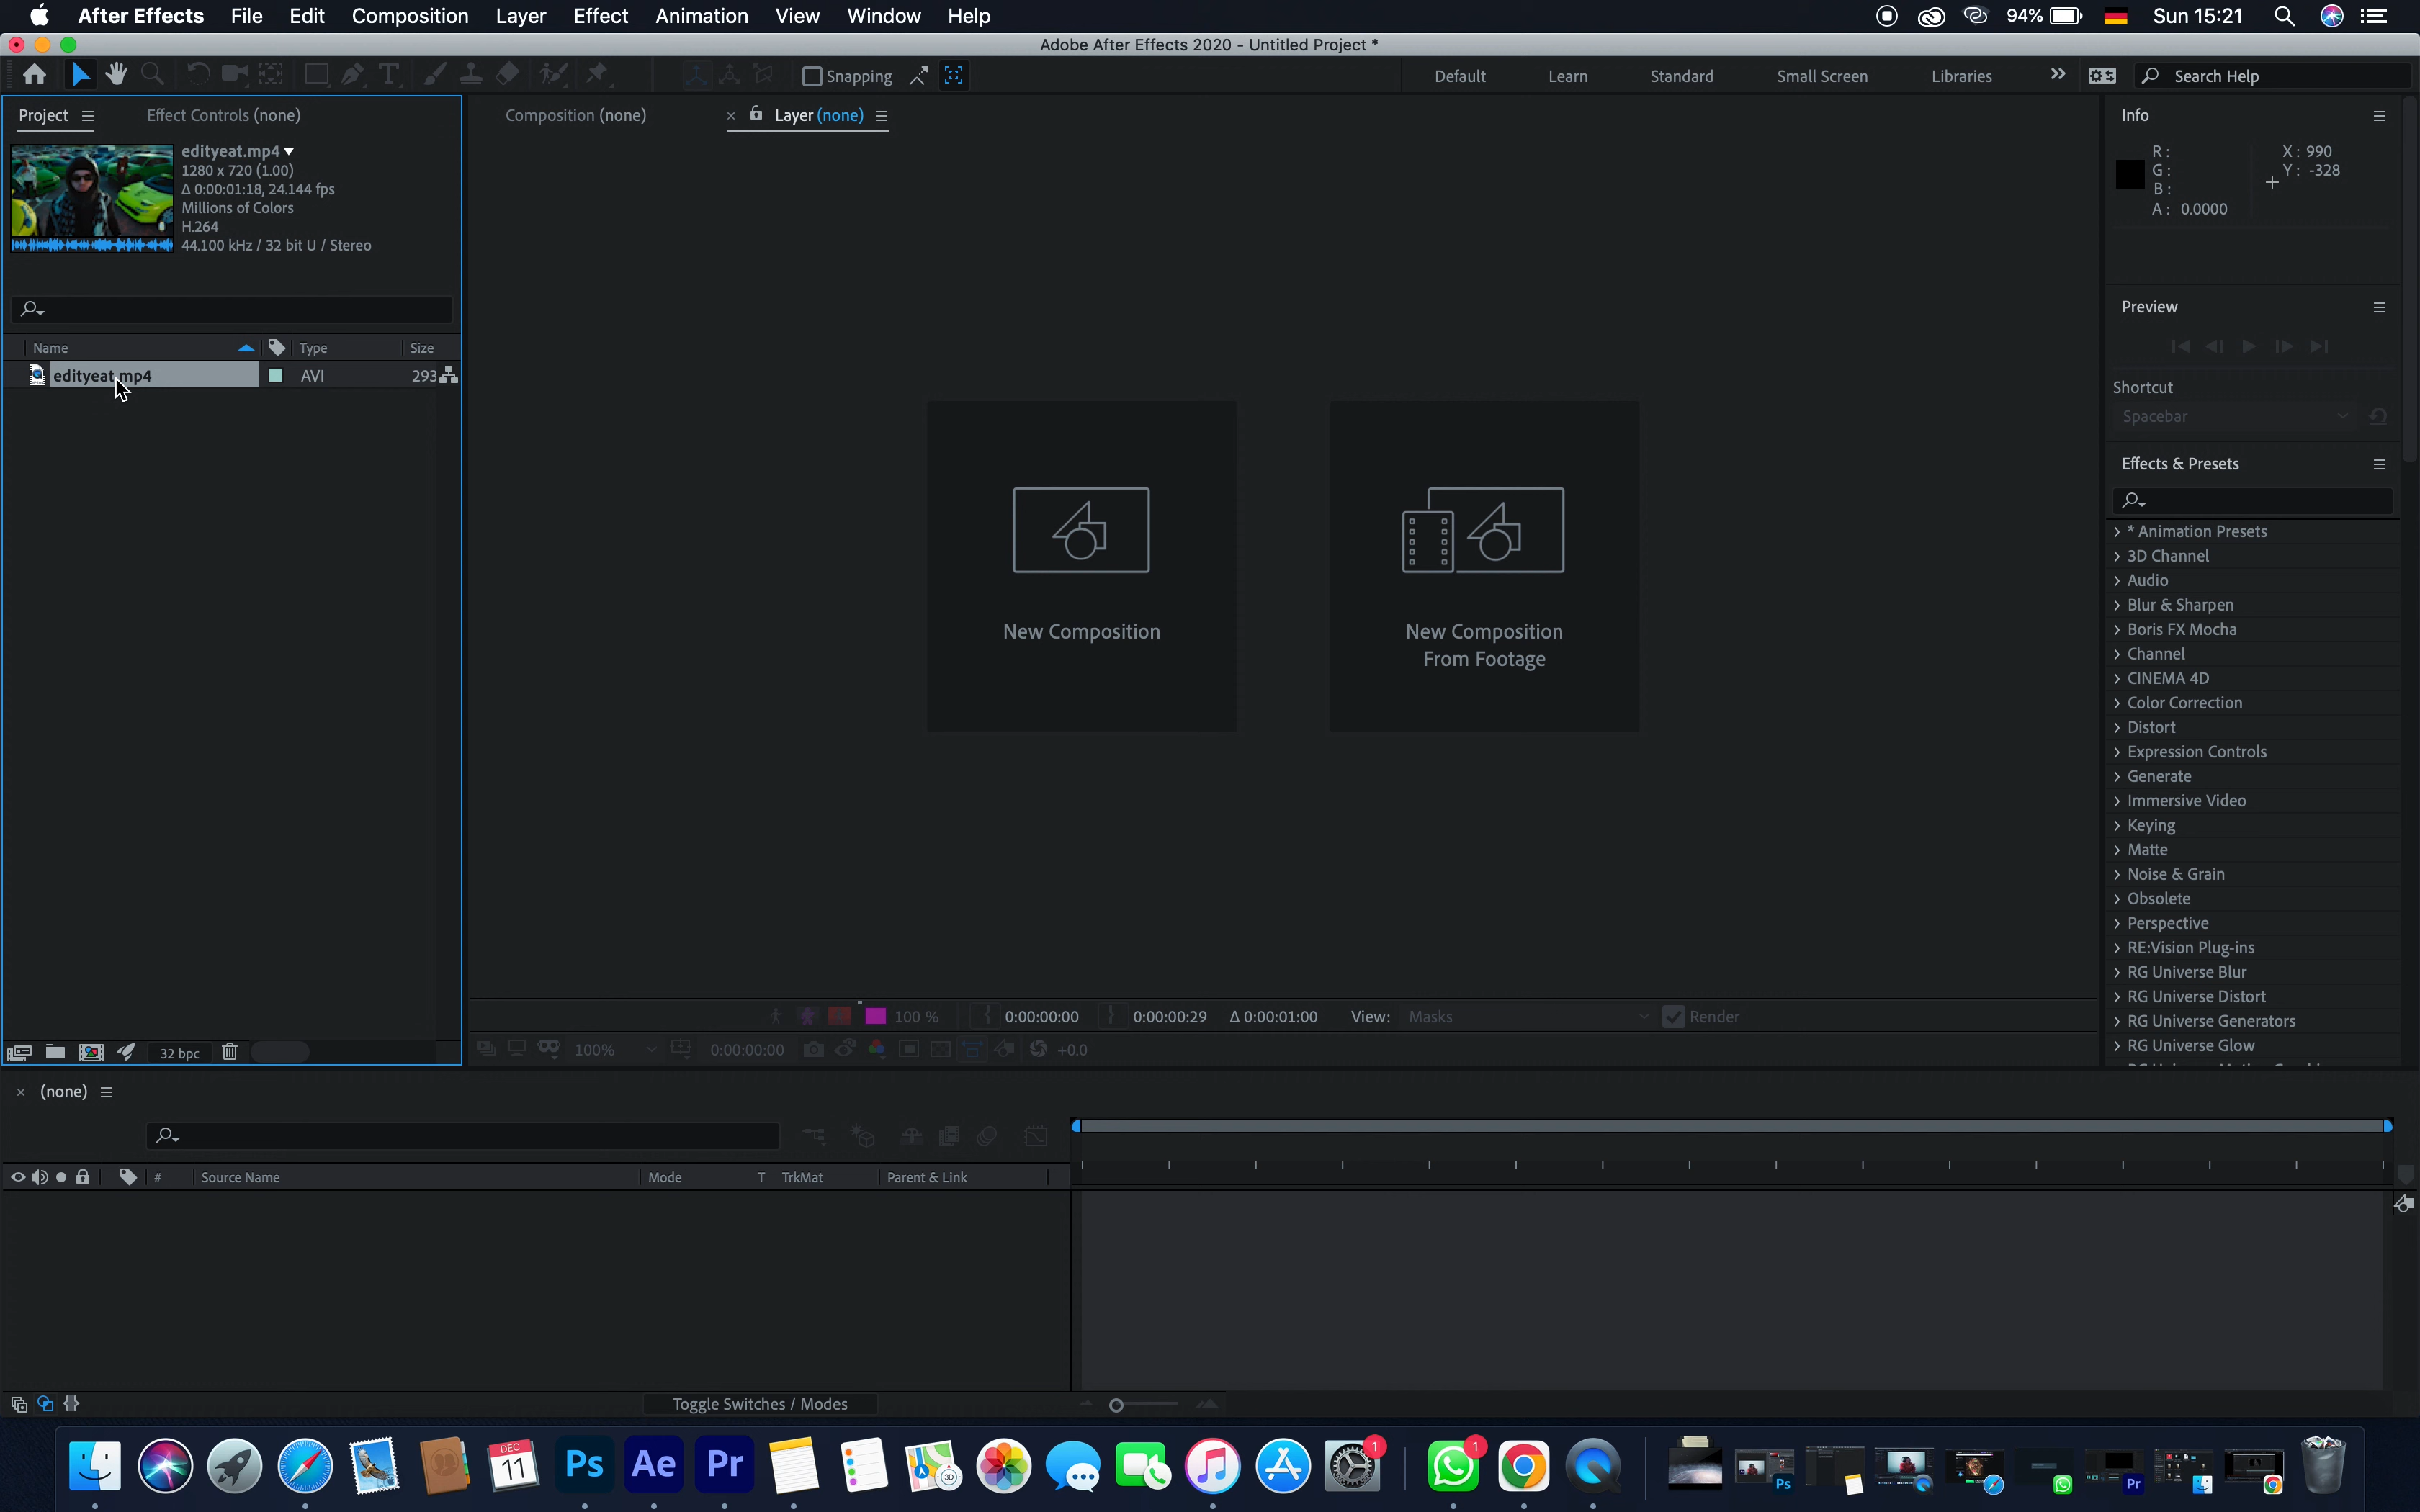 After Effects File Edit Composition Layer Effect Animation View Window Help 94% Sun 15:21
Adobe After Effects 2020 - Untitled Project *
Snapping Default Learn Standard Small Screen Libraries Search Help
Project Effect Controls (none)
edityeat.mp4
1280 x 720 (1.00)
Δ 0:00:01:18, 24.144 fps
Millions of Colors
H.264
44.100 kHz / 32 bit U / Stereo
Name Type Size
edityeat.mp4 AVI 293
32 bpc
Composition (none) Layer (none)
New Composition
New Composition
From Footage
100 % 0:00:00:00 0:00:00:29 Δ 0:00:01:00 View: Masks Render
100% 0:00:00:00 +0.0
Info
R: X: 990
G: Y: -328
B:
A: 0.0000
Preview
Shortcut
Spacebar
Effects & Presets
* Animation Presets
3D Channel
Audio
Blur & Sharpen
Boris FX Mocha
Channel
CINEMA 4D
Color Correction
Distort
Expression Controls
Generate
Immersive Video
Keying
Matte
Noise & Grain
Obsolete
Perspective
RE:Vision Plug-ins
RG Universe Blur
RG Universe Distort
RG Universe Generators
RG Universe Glow
(none)
# Source Name Mode T TrkMat Parent & Link
Toggle Switches / Modes
DEC
11
Ps Ae Pr
3D
1
1
Ps
Pr